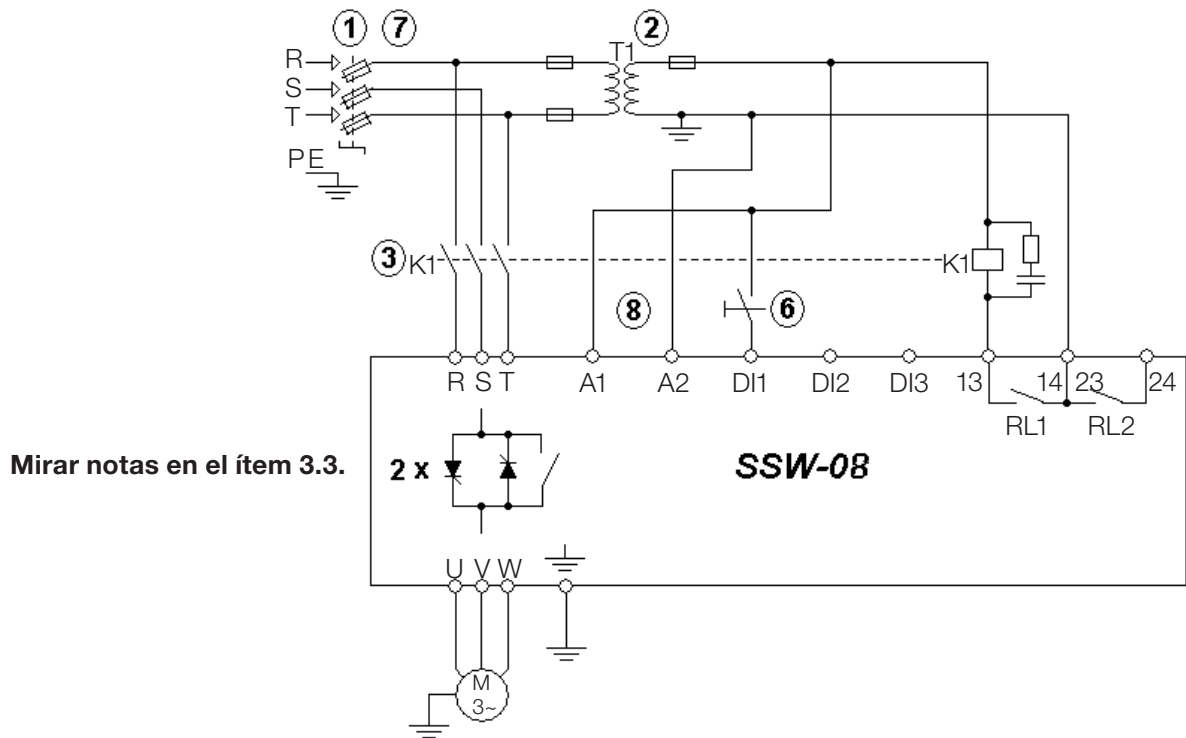 1 7 2
T1
R
S
T
PE
3 K1 K1
8 6
R S T A1 A2 DI1 DI2 DI3 13 14 23 24
RL1 RL2
Mirar notas en el ítem 3.3.
2 x
SSW-08
U V W
M
3~